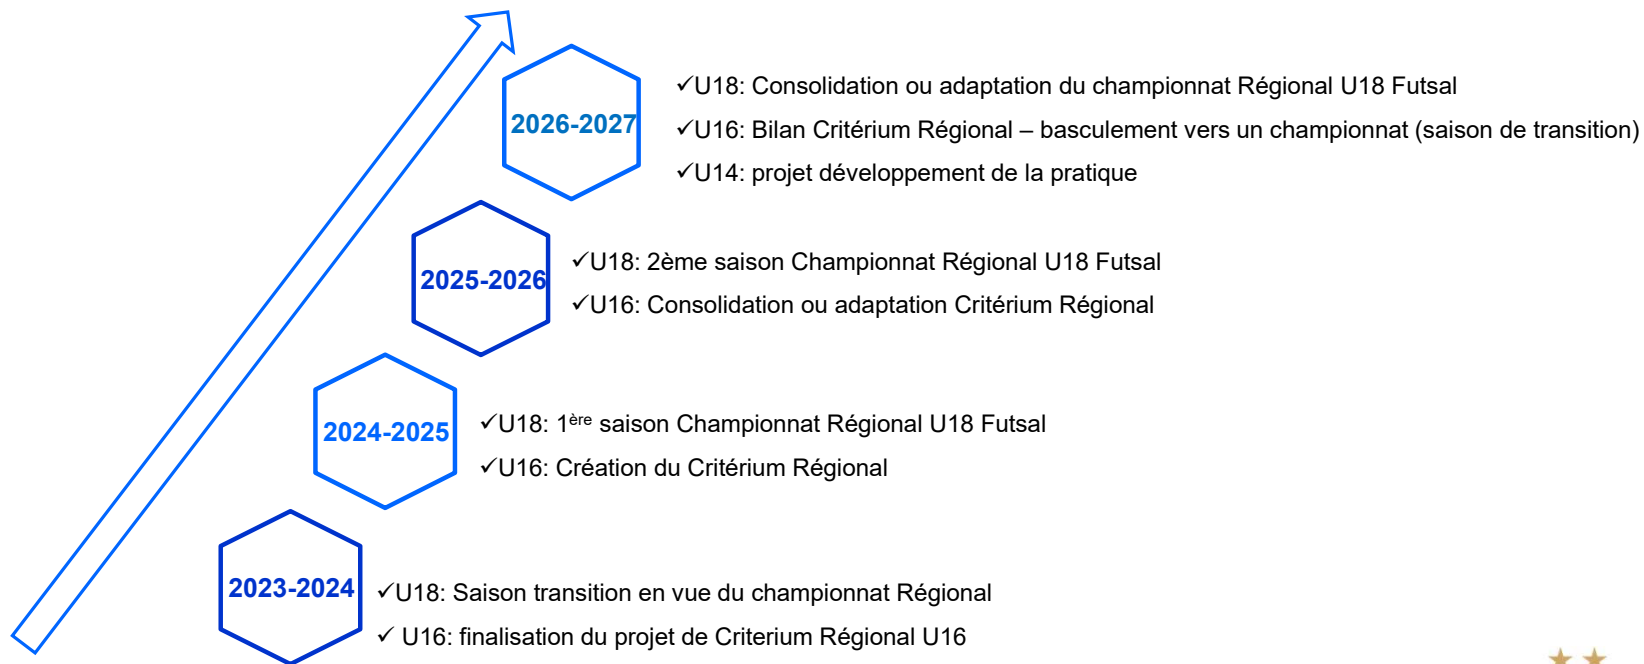 2026-2027
✓U18: Consolidation ou adaptation du championnat Régional U18 Futsal
✓U16: Bilan Critérium Régional – basculement vers un championnat (saison de transition)
✓U14: projet développement de la pratique
2025-2026
✓U18: 2ème saison Championnat Régional U18 Futsal
✓U16: Consolidation ou adaptation Critérium Régional
2024-2025
✓U18: 1ère saison Championnat Régional U18 Futsal
✓U16: Création du Critérium Régional
2023-2024
✓U18: Saison transition en vue du championnat Régional
✓ U16: finalisation du projet de Criterium Régional U16